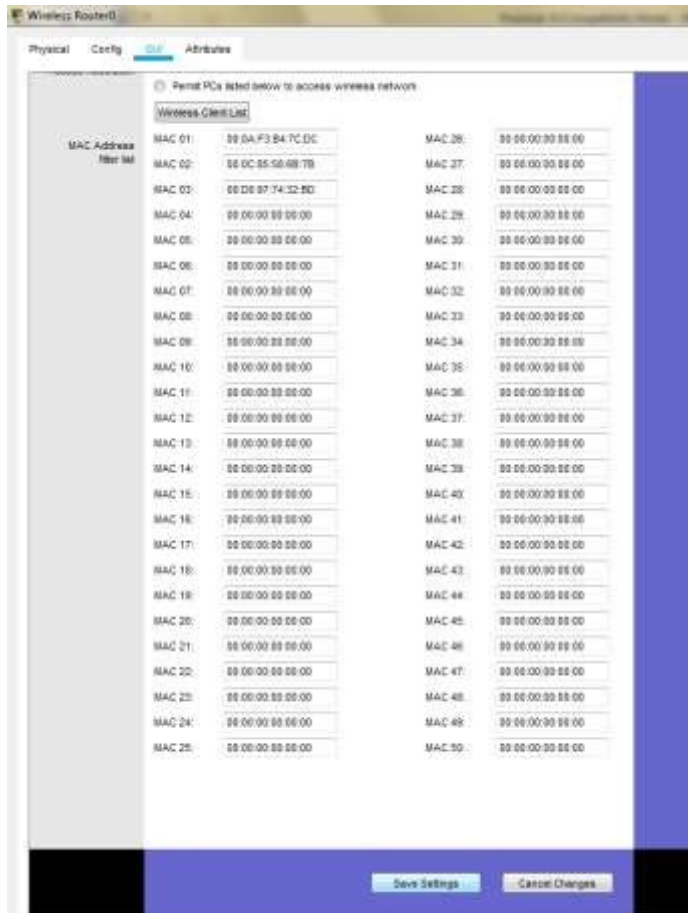 Wireless Router0
Physical Config GUI Attributes
Permit PCs listed below to access wireless network
Wireless Client List
MAC Address
filter list
MAC 01: MAC 26: 00:00:00:00:00:00
MAC 02: MAC 27: 00:00:00:00:00:00
MAC 03: MAC 28: 00:00:00:00:00:00
MAC 04: 00:00:00:00:00:00 MAC 29: 00:00:00:00:00:00
MAC 05: 00:00:00:00:00:00 MAC 30: 00:00:00:00:00:00
MAC 06: 00:00:00:00:00:00 MAC 31: 00:00:00:00:00:00
MAC 07: 00:00:00:00:00:00 MAC 32: 00:00:00:00:00:00
MAC 08: 00:00:00:00:00:00 MAC 33: 00:00:00:00:00:00
MAC 09: 00:00:00:00:00:00 MAC 34: 00:00:00:00:00:00
MAC 10: 00:00:00:00:00:00 MAC 35: 00:00:00:00:00:00
MAC 11: 00:00:00:00:00:00 MAC 36: 00:00:00:00:00:00
MAC 12: 00:00:00:00:00:00 MAC 37: 00:00:00:00:00:00
MAC 13: 00:00:00:00:00:00 MAC 38: 00:00:00:00:00:00
MAC 14: 00:00:00:00:00:00 MAC 39: 00:00:00:00:00:00
MAC 15: 00:00:00:00:00:00 MAC 40: 00:00:00:00:00:00
MAC 16: 00:00:00:00:00:00 MAC 41: 00:00:00:00:00:00
MAC 17: 00:00:00:00:00:00 MAC 42: 00:00:00:00:00:00
MAC 18: 00:00:00:00:00:00 MAC 43: 00:00:00:00:00:00
MAC 19: 00:00:00:00:00:00 MAC 44: 00:00:00:00:00:00
MAC 20: 00:00:00:00:00:00 MAC 45: 00:00:00:00:00:00
MAC 21: 00:00:00:00:00:00 MAC 46: 00:00:00:00:00:00
MAC 22: 00:00:00:00:00:00 MAC 47: 00:00:00:00:00:00
MAC 23: 00:00:00:00:00:00 MAC 48: 00:00:00:00:00:00
MAC 24: 00:00:00:00:00:00 MAC 49: 00:00:00:00:00:00
MAC 25: 00:00:00:00:00:00 MAC 50: 00:00:00:00:00:00
Save Settings Cancel Changes